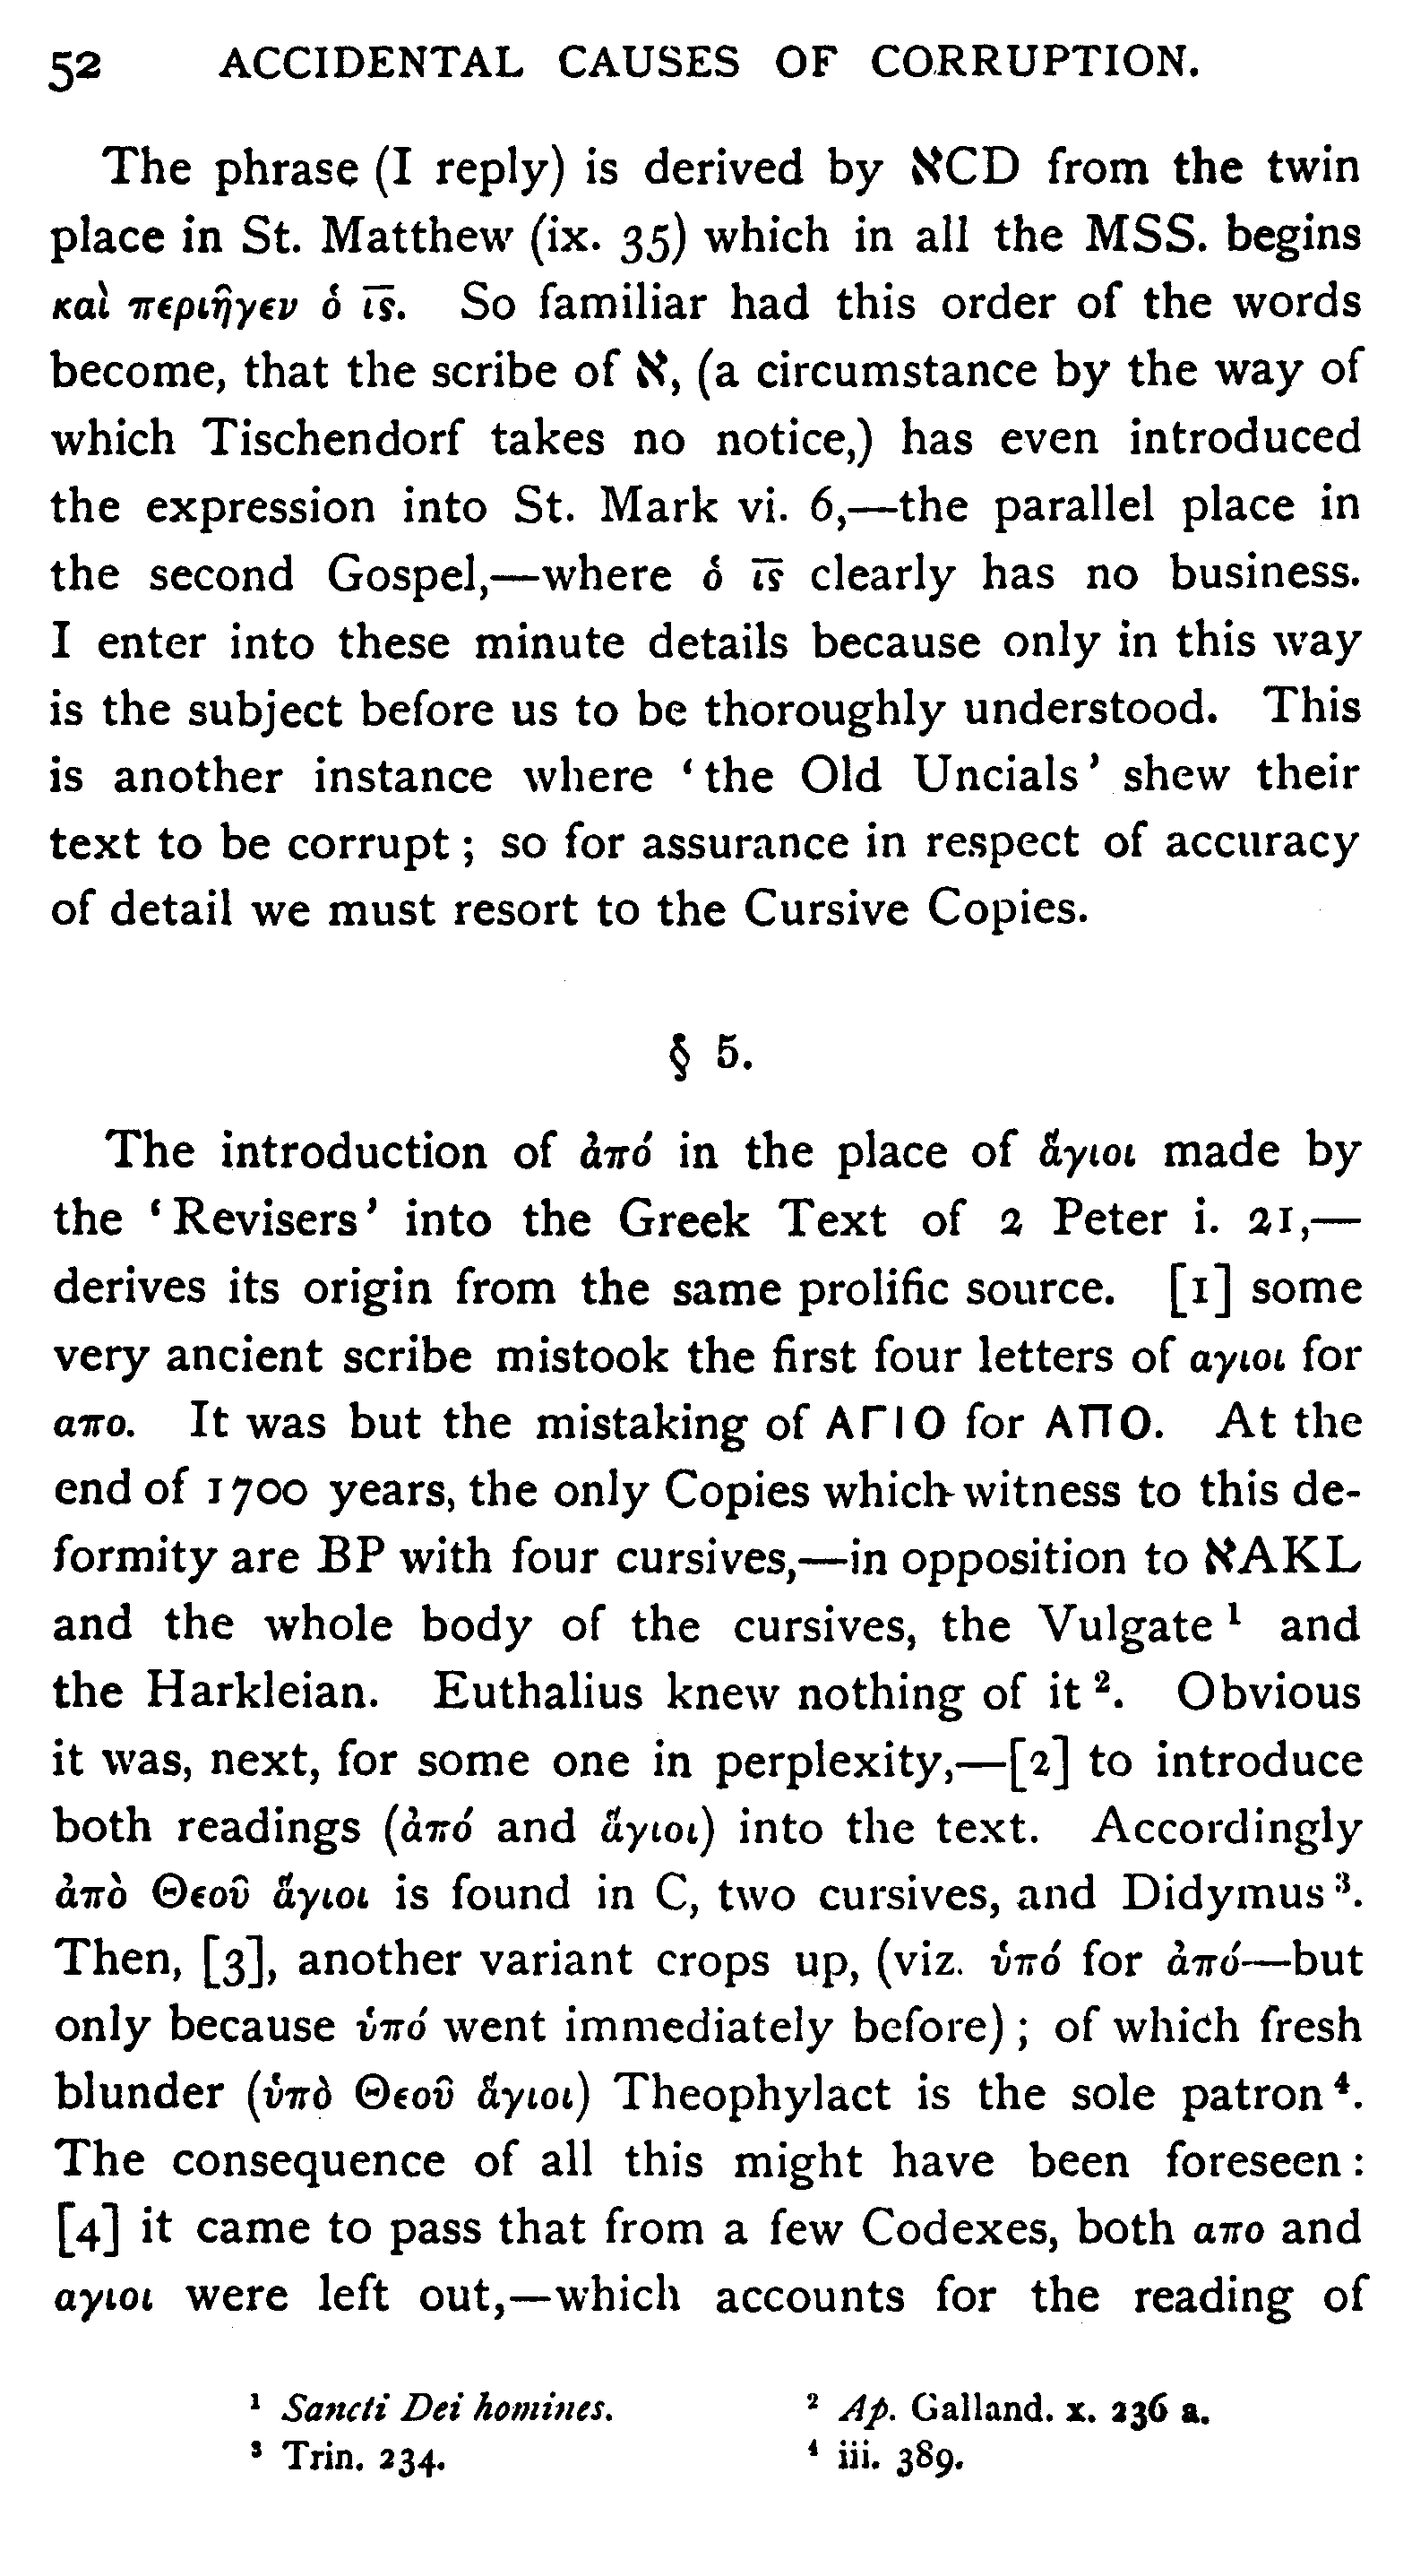 52 ACCIDENTAL CAUSES OF CORRUPTION.
The phrase (I reply) is derived by ℵCD from the twin
place in St. Matthew (ix. 35) which in all the MSS. begins
καὶ περιῆγεν ὁ ῑς̄. So familiar had this order of the words
become, that the scribe of ℵ, (a circumstance by the way of
which Tischendorf takes no notice,) has even introduced
the expression into St. Mark vi. 6,—the parallel place in
the second Gospel,—where ὁ ῑς̄ clearly has no business.
I enter into these minute details because only in this way
is the subject before us to be thoroughly understood. This
is another instance where ‘the Old Uncials’ shew their
text to be corrupt; so for assurance in respect of accuracy
of detail we must resort to the Cursive Copies.
§ 5.
The introduction of ἀπό in the place of ἅγιοι made by
the ‘Revisers’ into the Greek Text of 2 Peter i. 21,—
derives its origin from the same prolific source. [1] some
very ancient scribe mistook the first four letters of αγιοι for
απο. It was but the mistaking of ΑΓΙΟ for ΑΠΟ. At the
end of 1700 years, the only Copies which witness to this de-
formity are BP with four cursives,—in opposition to ℵAKL
and the whole body of the cursives, the Vulgate ¹ and
the Harkleian. Euthalius knew nothing of it ². Obvious
it was, next, for some one in perplexity,—[2] to introduce
both readings (ἀπό and ἅγιοι) into the text. Accordingly
ἀπὸ Θεοῦ ἅγιοι is found in C, two cursives, and Didymus ³.
Then, [3], another variant crops up, (viz. ὑπό for ἀπό—but
only because ὑπό went immediately before); of which fresh
blunder (ὑπὸ Θεοῦ ἅγιοι) Theophylact is the sole patron ⁴.
The consequence of all this might have been foreseen:
[4] it came to pass that from a few Codexes, both απο and
αγιοι were left out,—which accounts for the reading of
¹ Sancti Dei homines. ² Ap. Galland. x. 236 a.
³ Trin. 234. ⁴ iii. 389.